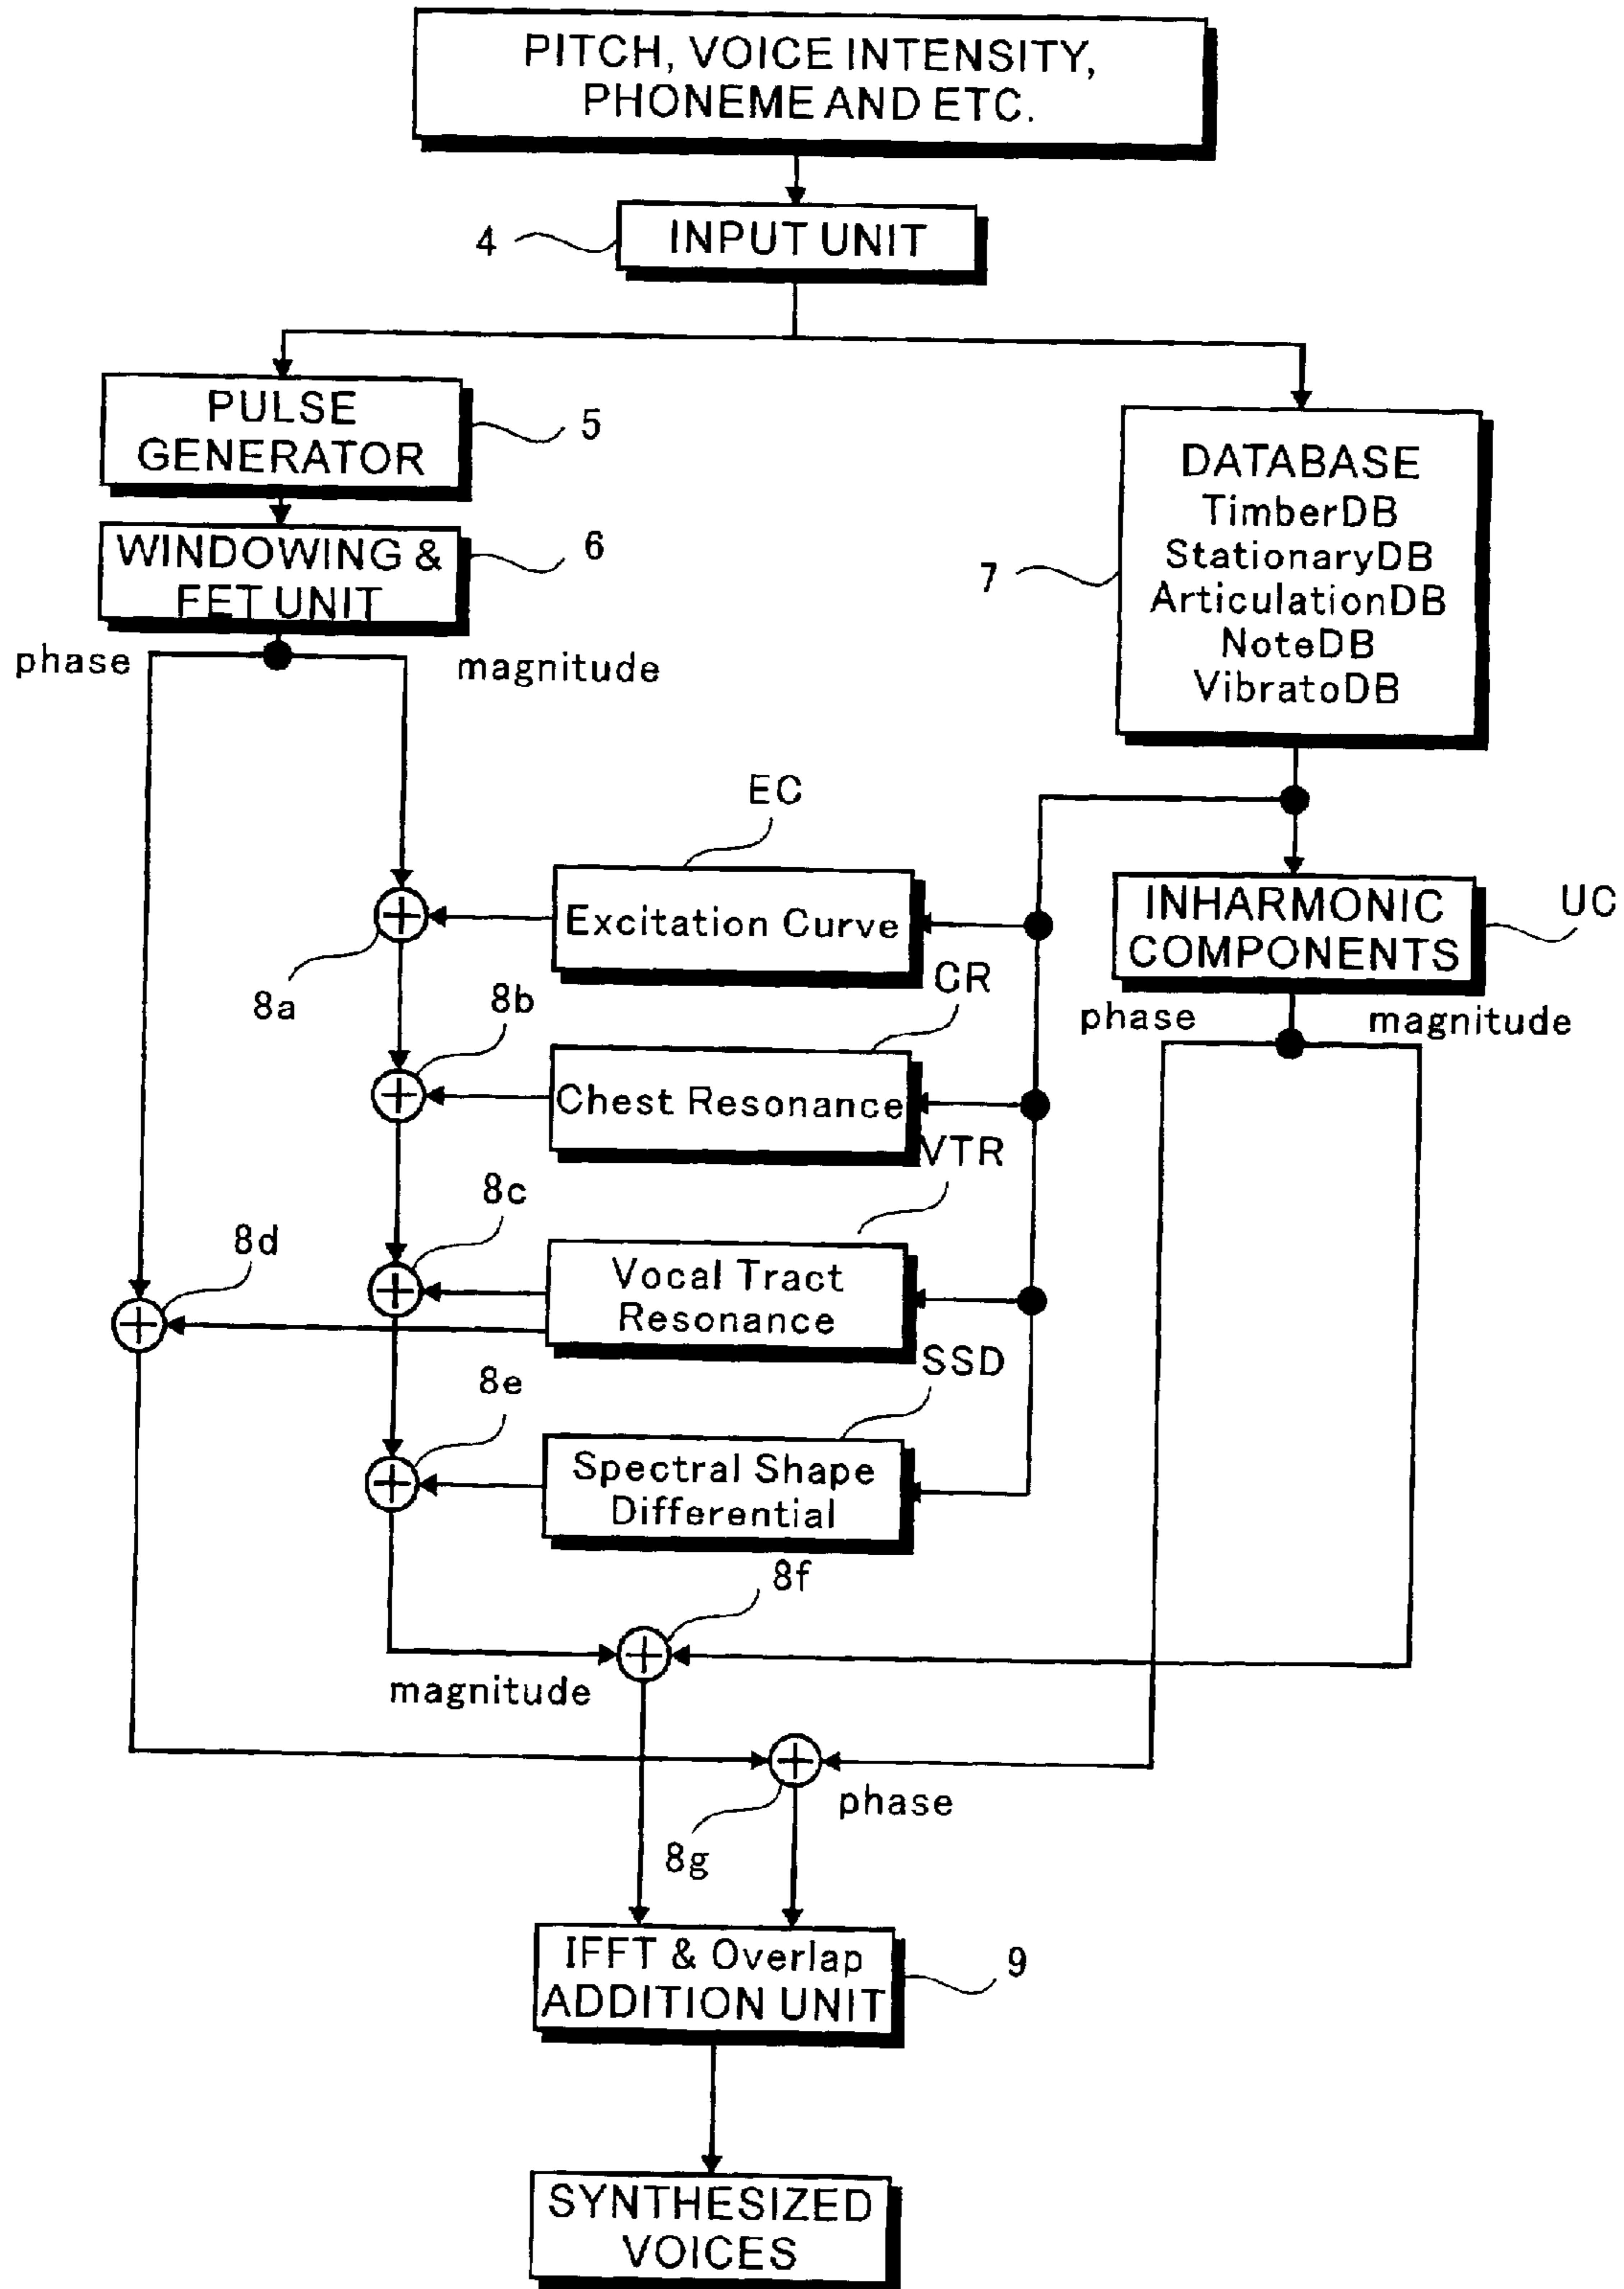 PITCH, VOICE INTENSITY,
PHONEME AND ETC.
4
INPUT UNIT
PULSE
GENERATOR
5
WINDOWING &
FFT UNIT
6
DATABASE
TimberDB
StationaryDB
ArticulationDB
NoteDB
VibratoDB
7
phase
magnitude
EC
Excitation Curve
8a
INHARMONIC
COMPONENTS
UC
phase
magnitude
CR
8b
Chest Resonance
VTR
8c
8d
Vocal Tract
Resonance
SSD
8e
Spectral Shape
Differential
8f
magnitude
phase
8g
IFFT & Overlap
ADDITION UNIT
9
SYNTHESIZED
VOICES